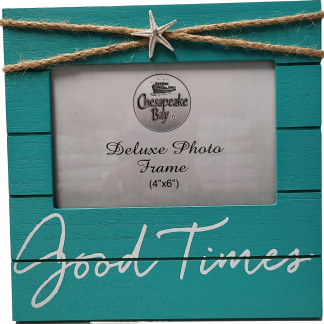 Chesapeake
Bay
Deluxe Photo
Frame
(4"x6")
Good Times